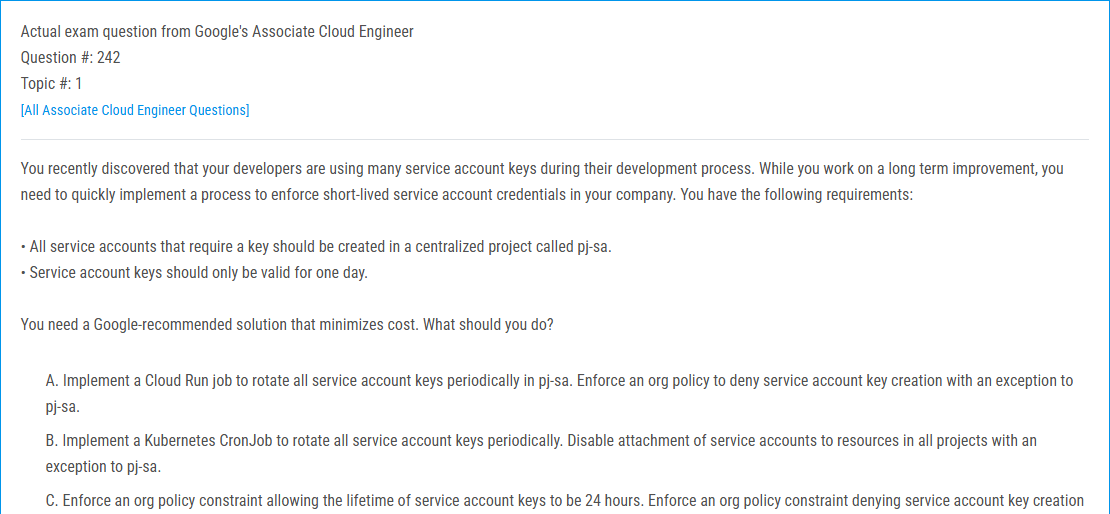 Actual exam question from Google's Associate Cloud Engineer
Question #: 242
Topic #: 1
[All Associate Cloud Engineer Questions]
You recently discovered that your developers are using many service account keys during their development process. While you work on a long term improvement, you
need to quickly implement a process to enforce short-lived service account credentials in your company. You have the following requirements:
• All service accounts that require a key should be created in a centralized project called pj-sa.
• Service account keys should only be valid for one day.
You need a Google-recommended solution that minimizes cost. What should you do?
A. Implement a Cloud Run job to rotate all service account keys periodically in pj-sa. Enforce an org policy to deny service account key creation with an exception to
pj-sa.
B. Implement a Kubernetes CronJob to rotate all service account keys periodically. Disable attachment of service accounts to resources in all projects with an
exception to pj-sa.
C. Enforce an org policy constraint allowing the lifetime of service account keys to be 24 hours. Enforce an org policy constraint denying service account key creation